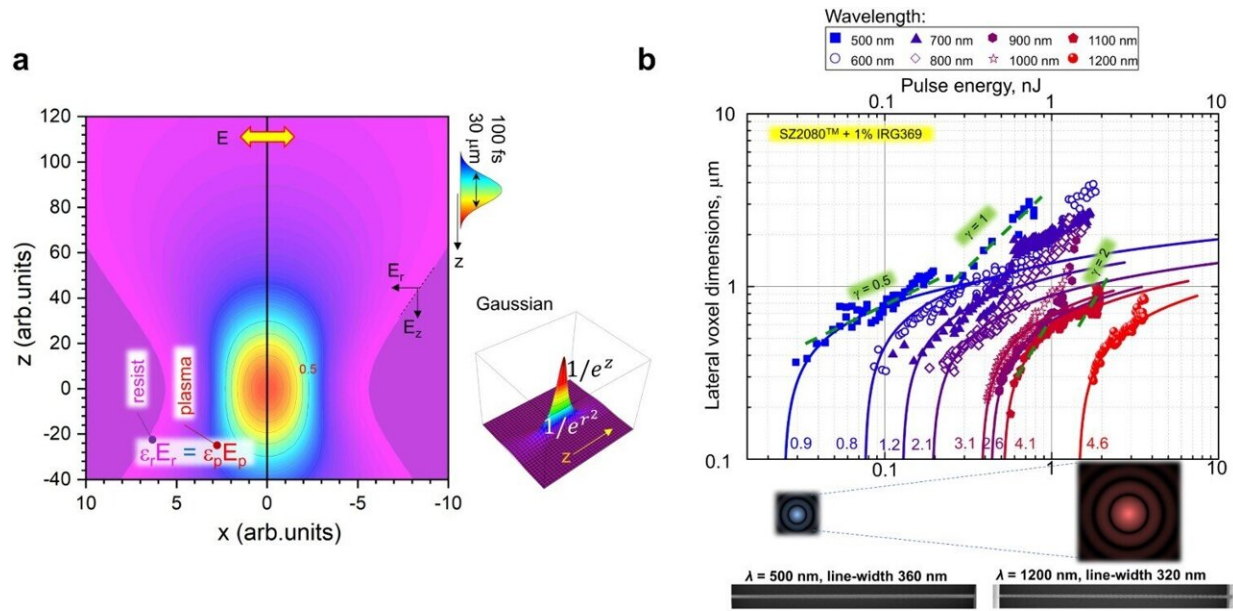 a
E
120
100
80
60
40
20
0
-20
-40
z (arb.units)
10
5
0
-5
-10
x (arb.units)
0.5
resist
plasma
εrEr = εpEp
Er
Ez
100 fs
30 μm
z
Gaussian
1/e^z
1/e^r^2
z
b
Wavelength:
500 nm
700 nm
900 nm
1100 nm
600 nm
800 nm
1000 nm
1200 nm
Pulse energy, nJ
0.1
1
10
10
1
0.1
Lateral voxel dimensions, μm
SZ2080™ + 1% IRG369
γ = 1
γ = 0.5
γ = 2
0.9
0.8
1.2
2.1
3.1
2.6
4.1
4.6
0.1
1
10
λ = 500 nm, line-width 360 nm
λ = 1200 nm, line-width 320 nm